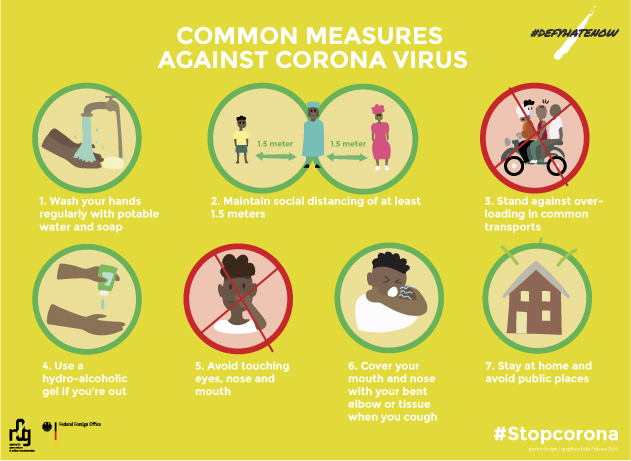 COMMON MEASURES
AGAINST CORONA VIRUS
#DEFYHATENOW
1.5 meter
1.5 meter
1. Wash your hands
regularly with potable
water and soap
2. Maintain social distancing of at least
1.5 meters
3. Stand against over-
loading in common
transports
4. Use a
hydro-alcoholic
gel if you're out
5. Avoid touching
eyes, nose and
mouth
6. Cover your
mouth and nose
with your bent
elbow or tissue
when you cough
7. Stay at home and
avoid public places
r0g
Federal Foreign Office
#Stopcorona